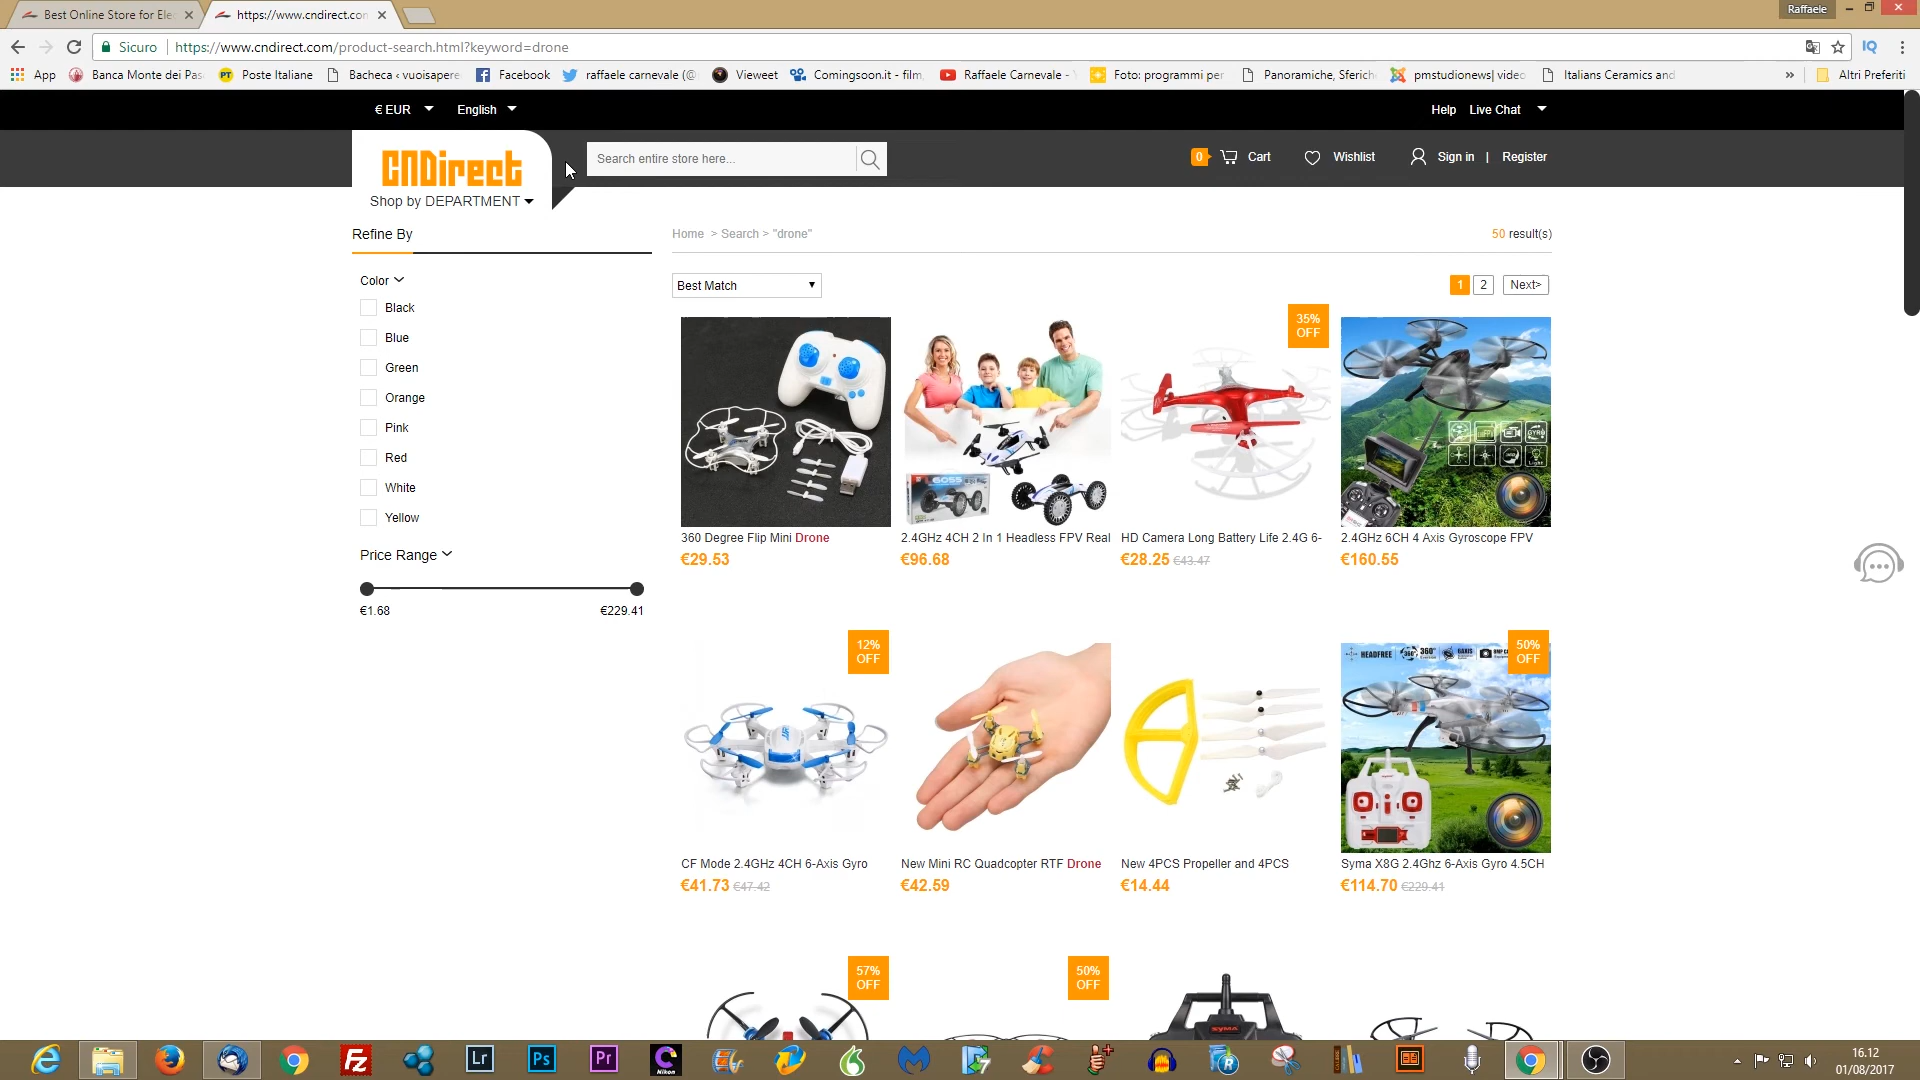 Best Online Store for Ele
https://www.cndirect.con
Raffaele
Sicuro
https://www.cndirect.com/product-search.html?keyword=drone
IQ
App
Banca Monte dei Pas
Poste Italiane
Bacheca ‹ vuoisapere
Facebook
raffaele carnevale (@
Vieweet
Comingsoon.it - film,
Raffaele Carnevale -
Foto: programmi per
Panoramiche, Sferich
pmstudionews| video
Italians Ceramics and
»
Altri Preferiti
€ EUR
English
Help
Live Chat
CNDirect
Shop by DEPARTMENT
Search entire store here...
0
Cart
Wishlist
Sign in | Register
Refine By
Home > Search > "drone"
50 result(s)
Color
Black
Blue
Green
Orange
Pink
Red
White
Yellow
Price Range
€1.68
€229.41
Best Match
1
2
Next>
35%
OFF
6055
360 Degree Flip Mini Drone
€29.53
2.4GHz 4CH 2 In 1 Headless FPV Real
€96.68
HD Camera Long Battery Life 2.4G 6-
€28.25 €43.47
2.4GHz 6CH 4 Axis Gyroscope FPV
€160.55
12%
OFF
HEADFREE
360°
50%
OFF
CF Mode 2.4GHz 4CH 6-Axis Gyro
€41.73 €47.42
New Mini RC Quadcopter RTF Drone
€42.59
New 4PCS Propeller and 4PCS
€14.44
Syma X8G 2.4Ghz 6-Axis Gyro 4.5CH
€114.70 €229.41
57%
OFF
50%
OFF
SYMA
Lr
Ps
Pr
Nikon
16.12
01/08/2017